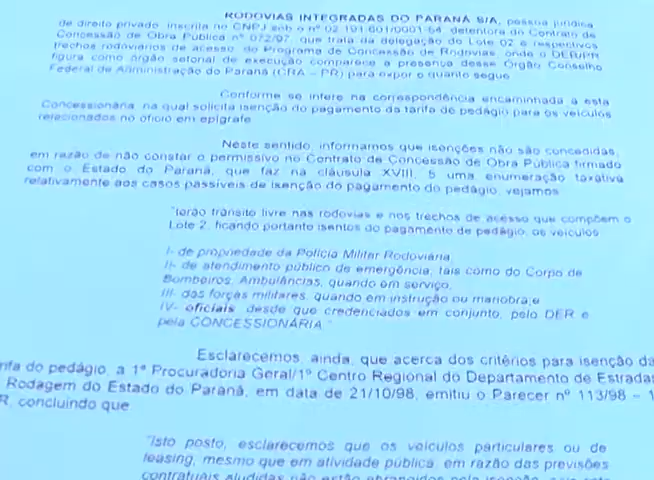 RODOVIAS INTEGRADAS DO PARANÁ S/A, pessoa jurídica
de direito privado, inscrita no CNPJ sob o nº 02.191.601/0001-54, detentora do Contrato de
Concessão de Obra Pública nº 072/97, que trata da delegação do Lote 02 e respectivos
trechos rodoviários de acesso, do Programa de Concessão de Rodovias, onde o DER/PR
figura como órgão setorial de execução comparece a presença desse Órgão Conselho
Federal de Administração do Paraná (CRA – PR) para expor o quanto segue
Conforme se infere na correspondência encaminhada a esta
Concessionária, na qual solicita isenção do pagamento da tarifa de pedágio para os veículos
relacionados no ofício em epígrafe
Neste sentido, informamos que isenções não são concedidas,
em razão de não constar o permissivo no Contrato de Concessão de Obra Pública firmado
com o Estado do Paraná, que faz na cláusula XVIII, 5 uma enumeração taxativa
relativamente aos casos passíveis de isenção do pagamento do pedágio, vejamos
"terão trânsito livre nas rodovias e nos trechos de acesso que compõem o
Lote 2, ficando portanto isentos do pagamento de pedágio, os veículos
I- de propriedade da Polícia Militar Rodoviária,
II- de atendimento público de emergência, tais como do Corpo de
Bombeiros, Ambulâncias, quando em serviço,
III- das forças militares, quando em instrução ou manobra,e
IV- oficiais, desde que credenciados em conjunto, pelo DER e
pela CONCESSIONÁRIA."
Esclarecemos, ainda, que acerca dos critérios para isenção da
rifa do pedágio, a 1ª Procuradoria Geral/1º Centro Regional do Departamento de Estradas
Rodagem do Estado do Paraná, em data de 21/10/98, emitiu o Parecer nº 113/98 – 1
R, concluindo que
"Isto posto, esclarecemos que os veículos particulares ou de
leasing, mesmo que em atividade pública, em razão das previsões
contratuais aludidas não estão abrangidos pela isenção